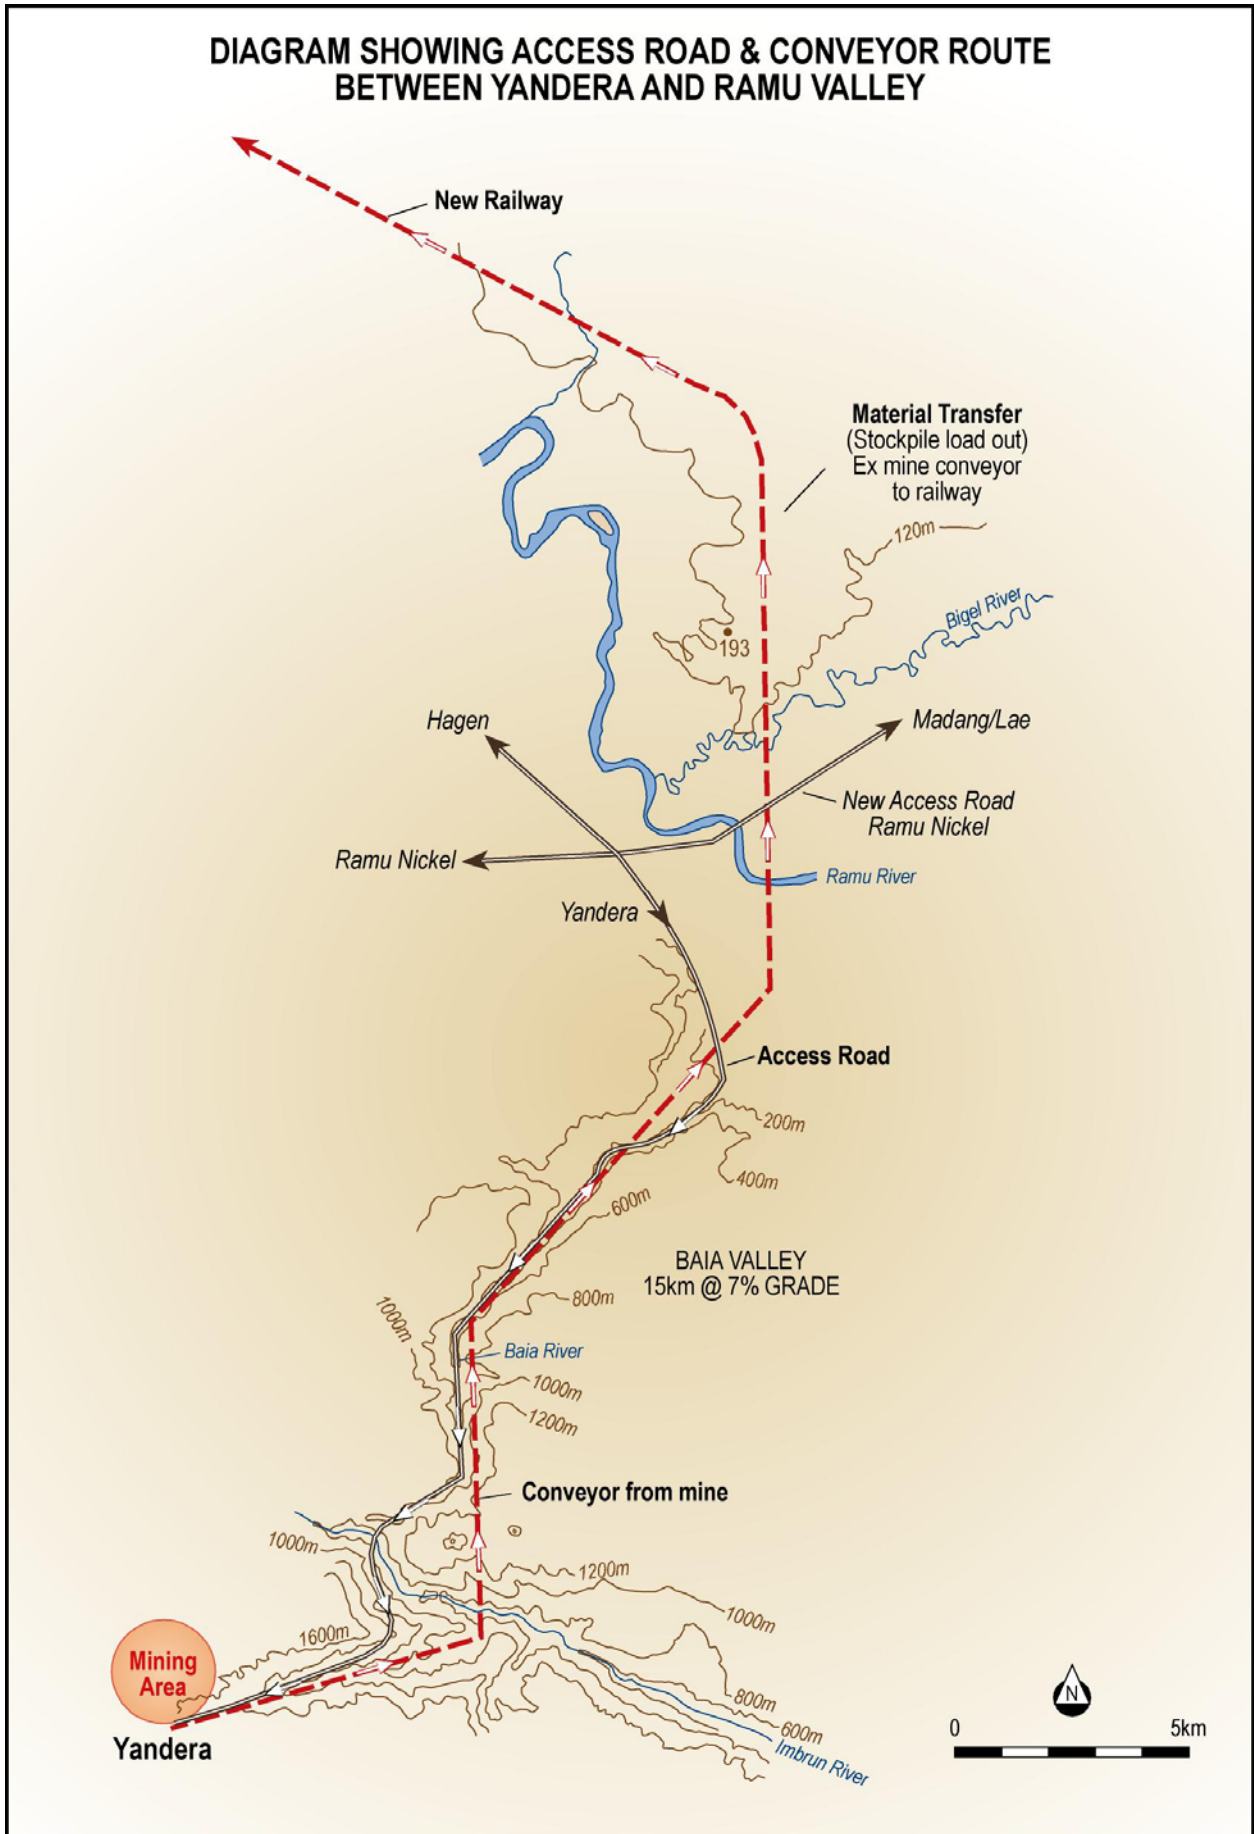 DIAGRAM SHOWING ACCESS ROAD & CONVEYOR ROUTE
BETWEEN YANDERA AND RAMU VALLEY
New Railway
Material Transfer
(Stockpile load out)
Ex mine conveyor
to railway
120m
Bigel River
193
Hagen
Madang/Lae
New Access Road
Ramu Nickel
Ramu Nickel
Ramu River
Yandera
Access Road
200m
400m
600m
BAIA VALLEY
15km @ 7% GRADE
800m
1000m
Baia River
1000m
1200m
Conveyor from mine
1000m
1200m
1000m
1600m
Mining
Area
800m
600m
Imbrun River
Yandera
N
0 5km